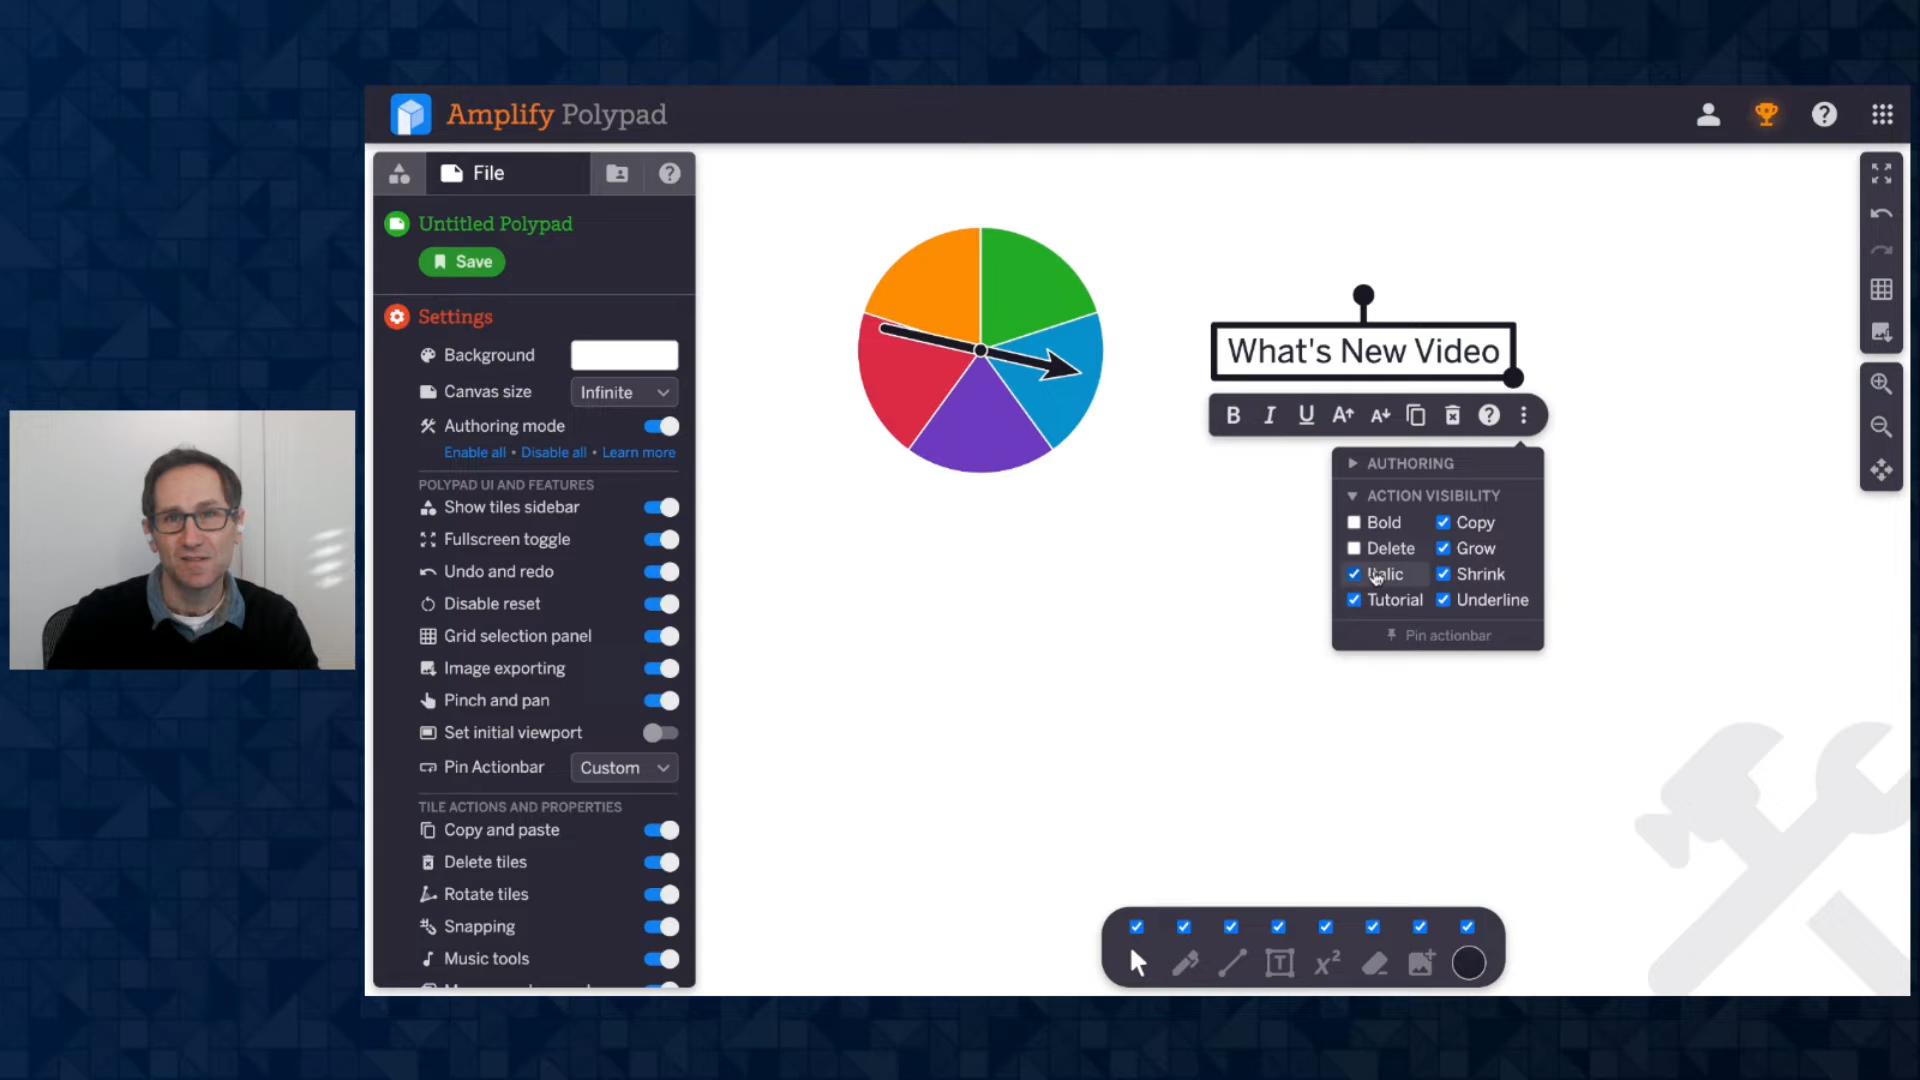 Amplify Polypad
File
Untitled Polypad
Save
Settings
Background
Canvas size
Infinite
Authoring mode
Enable all • Disable all • Learn more
POLYPAD UI AND FEATURES
Show tiles sidebar
Fullscreen toggle
Undo and redo
Disable reset
Grid selection panel
Image exporting
Pinch and pan
Set initial viewport
Pin Actionbar
Custom
TILE ACTIONS AND PROPERTIES
Copy and paste
Delete tiles
Rotate tiles
Snapping
Music tools
What's New Video
B I U A A
AUTHORING
ACTION VISIBILITY
Bold Copy
Delete Grow
Italic Shrink
Tutorial Underline
Pin actionbar
T x²